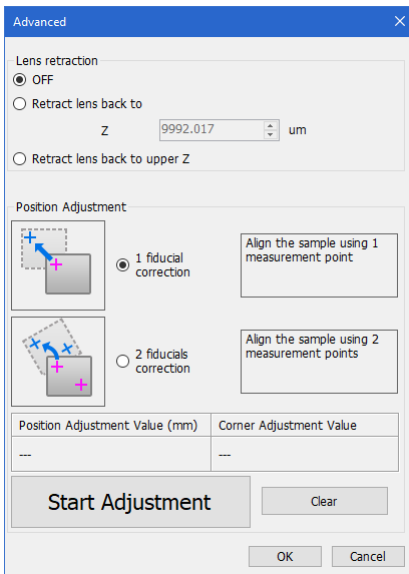 Advanced
Lens retraction
OFF
Retract lens back to
Z 9992.017 um
Retract lens back to upper Z
Position Adjustment
1 fiducial
correction
Align the sample using 1
measurement point
2 fiducials
correction
Align the sample using 2
measurement points
Position Adjustment Value (mm) Corner Adjustment Value
--- ---
Start Adjustment Clear
OK Cancel